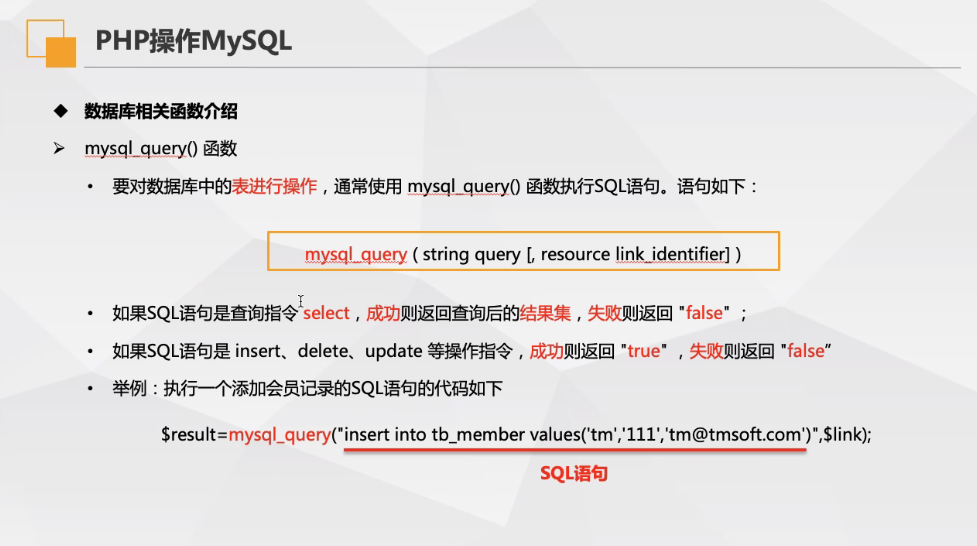 PHP操作MySQL
数据库相关函数介绍
mysql_query() 函数
要对数据库中的表进行操作，通常使用 mysql_query() 函数执行SQL语句。语句如下：
mysql_query ( string query [, resource link_identifier] )
如果SQL语句是查询指令select，成功则返回查询后的结果集，失败则返回 "false" ；
如果SQL语句是 insert、delete、update 等操作指令，成功则返回 "true" ，失败则返回 "false”
举例：执行一个添加会员记录的SQL语句的代码如下
$result=mysql_query("insert into tb_member values('tm','111','tm@tmsoft.com')",$link);
SQL语句